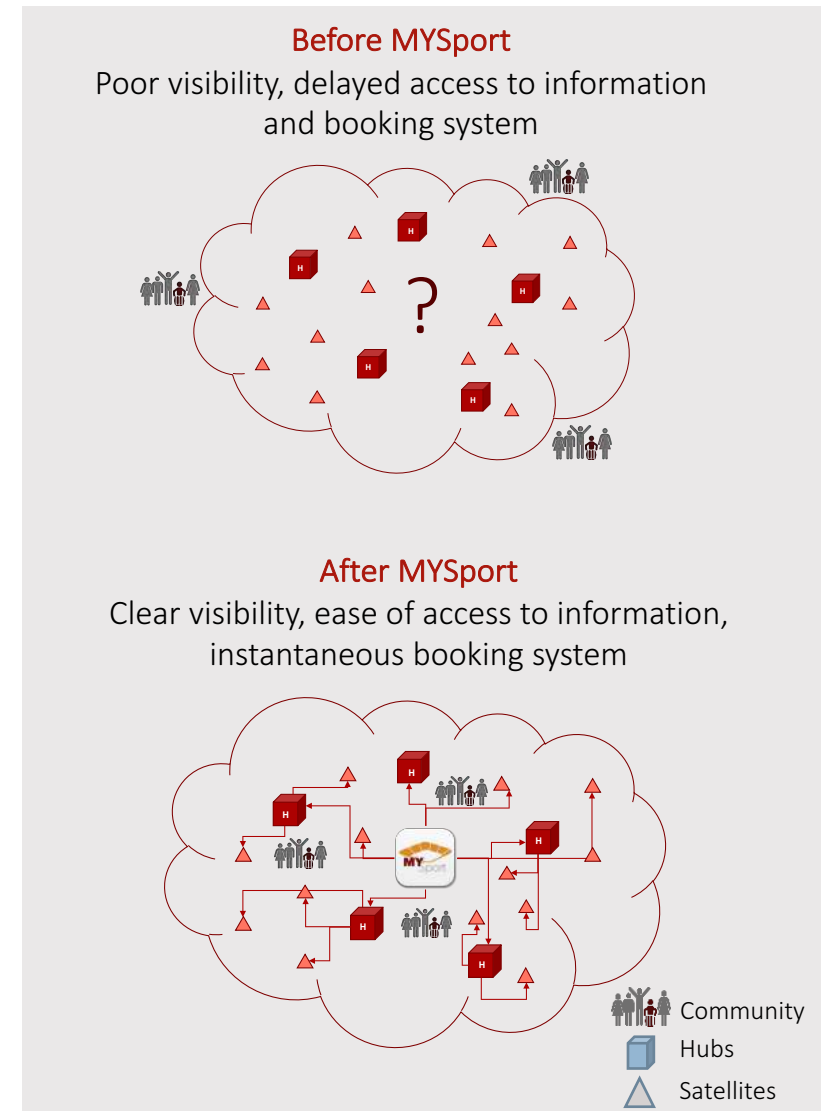 Before MYSport
Poor visibility, delayed access to information
and booking system
H
H
H
?
H
H
After MYSport
Clear visibility, ease of access to information,
instantaneous booking system
H
H
H
MY
Sport
H
H
Community
Hubs
Satellites